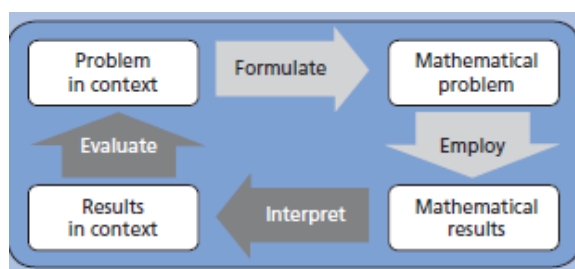 Problem
in context
Formulate
Mathematical
problem
Evaluate
Employ
Results
in context
Interpret
Mathematical
results